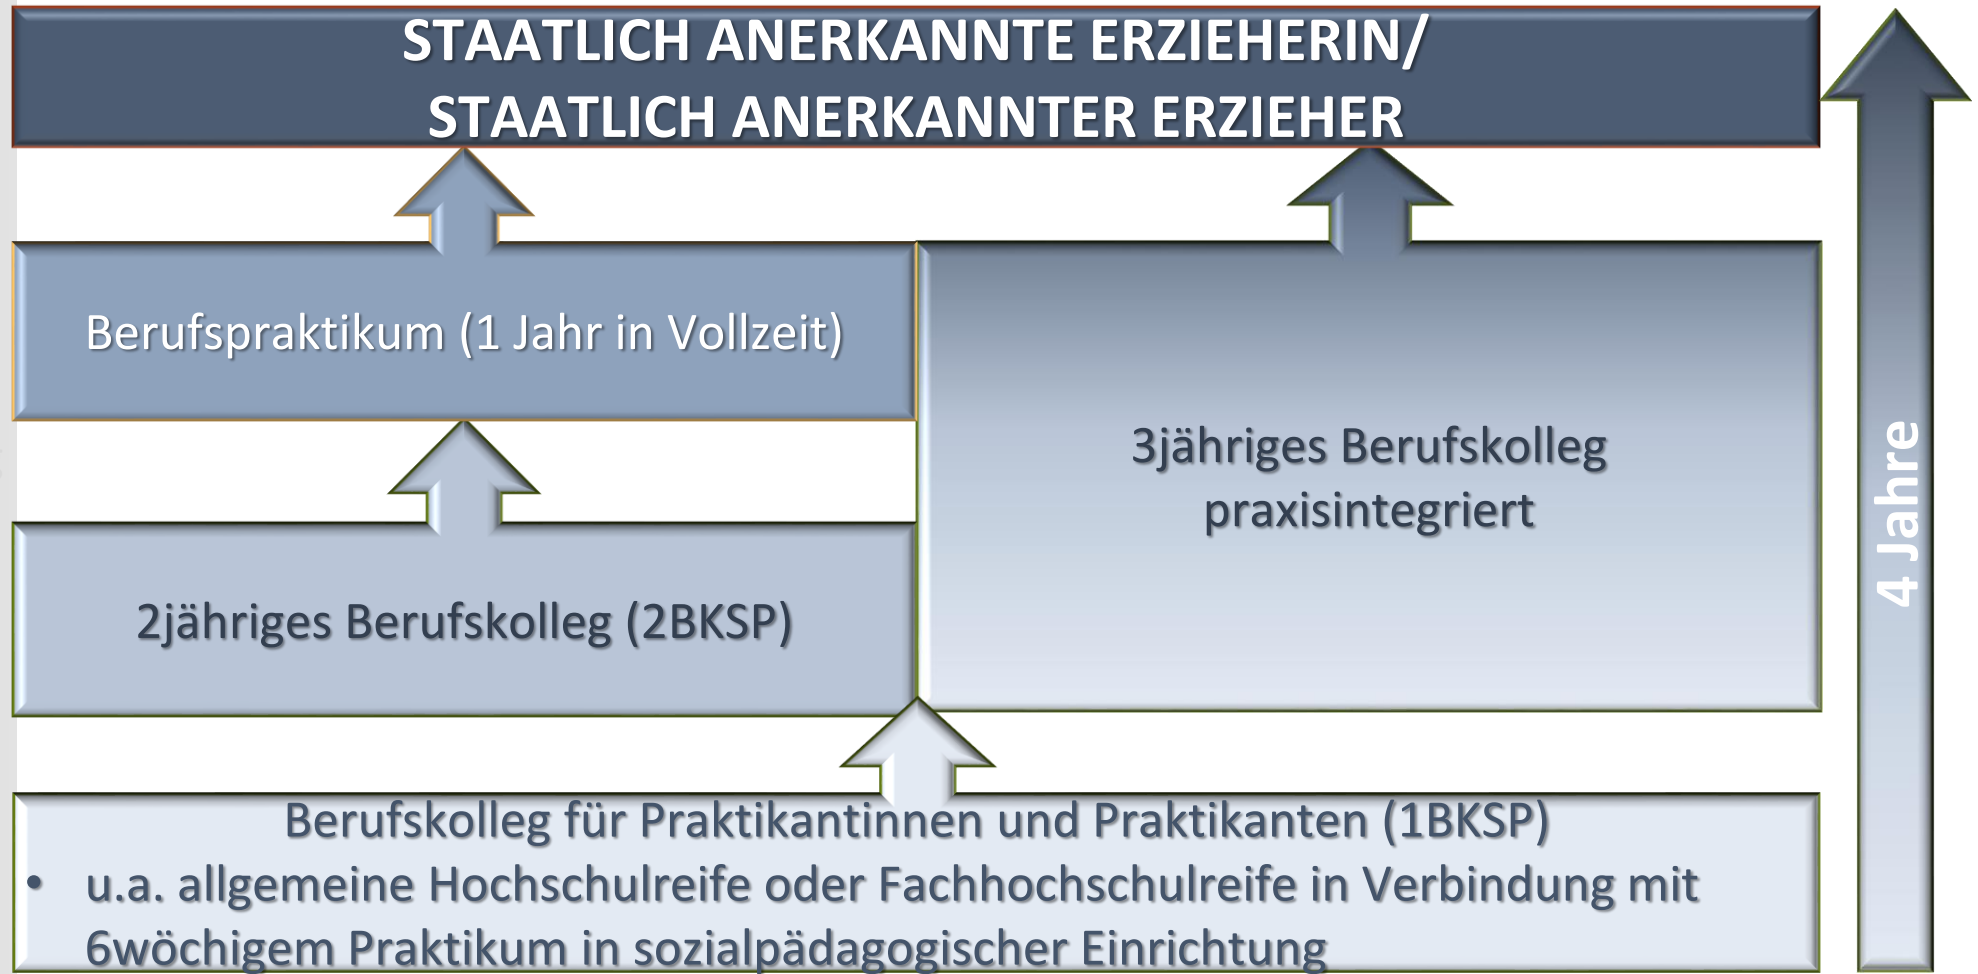 STAATLICH ANERKANNTE ERZIEHERIN/
STAATLICH ANERKANNTER ERZIEHER
Berufspraktikum (1 Jahr in Vollzeit)
3jähriges Berufskolleg
praxisintegriert
2jähriges Berufskolleg (2BKSP)
4 Jahre
Berufskolleg für Praktikantinnen und Praktikanten (1BKSP)
• u.a. allgemeine Hochschulreife oder Fachhochschulreife in Verbindung mit
6wöchigem Praktikum in sozialpädagogischer Einrichtung